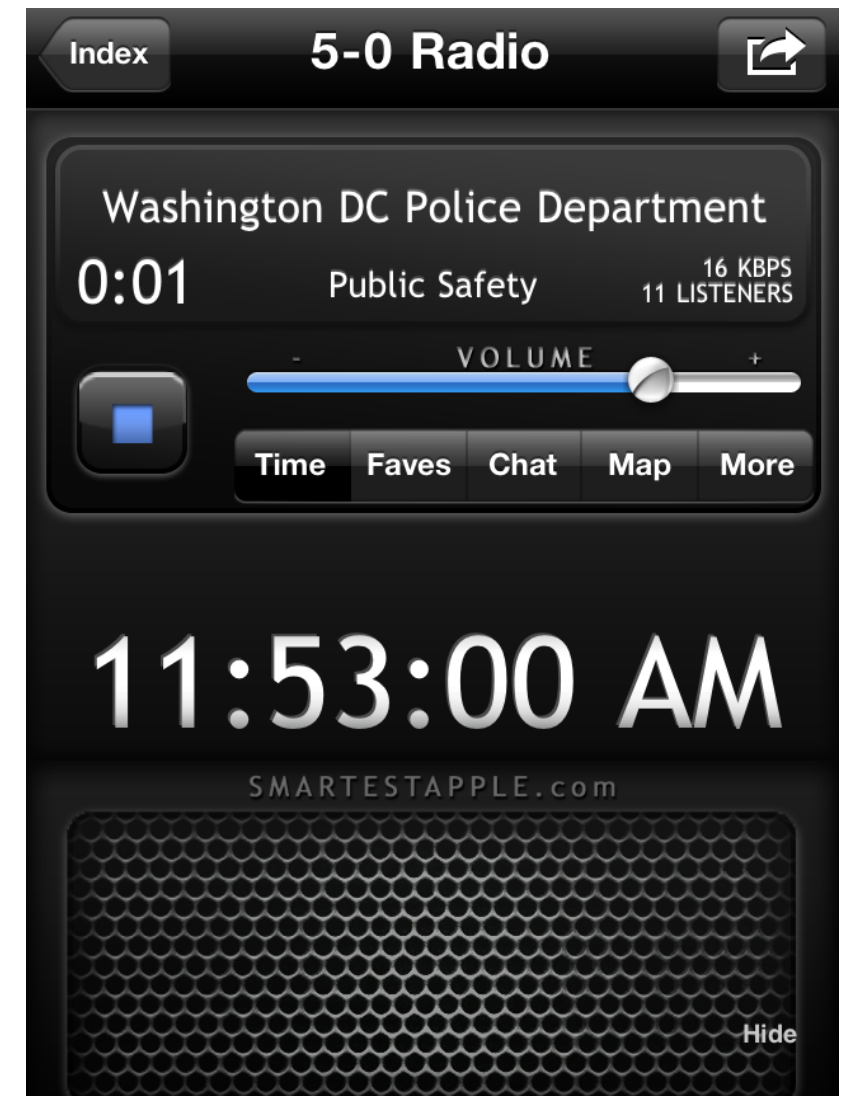 Index
5-0 Radio
Washington DC Police Department
0:01
Public Safety
16 KBPS
11 LISTENERS
- VOLUME +
Time Faves Chat Map More
11:53:00 AM
SMARTESTAPPLE.com
Hide